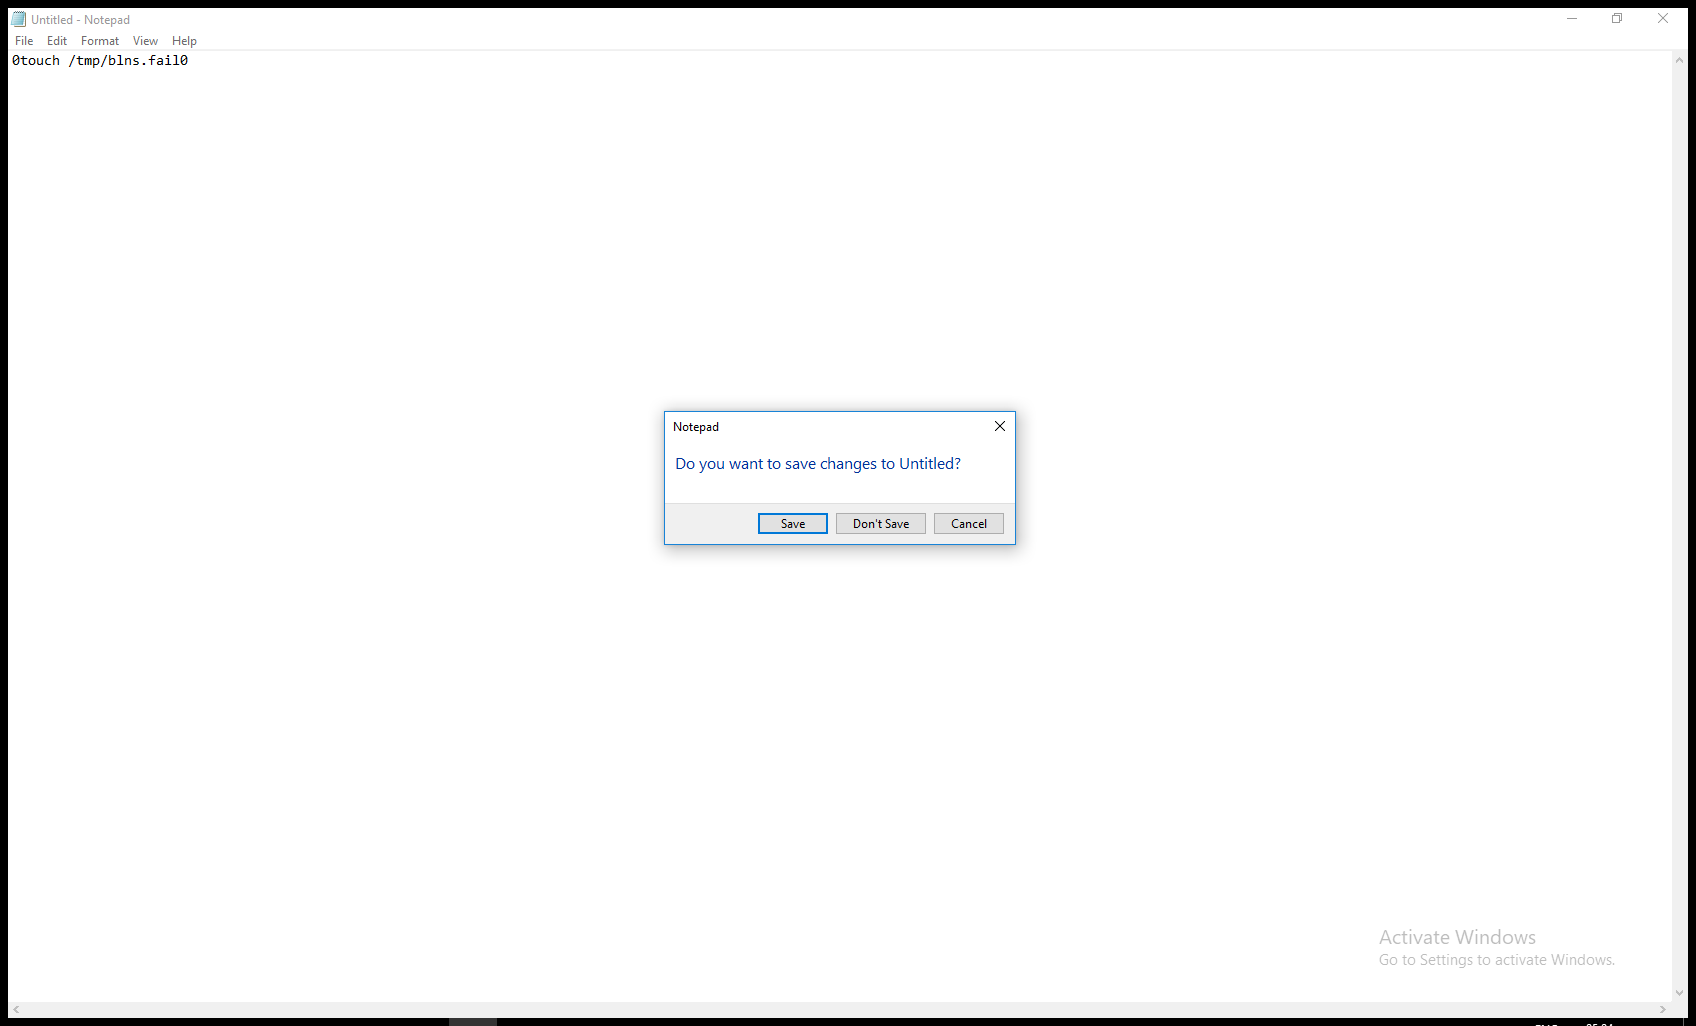 Untitled - Notepad
File Edit Format View Help
0touch /tmp/blns.fail0
Notepad
Do you want to save changes to Untitled?
Save Don't Save Cancel
Activate Windows
Go to Settings to activate Windows.